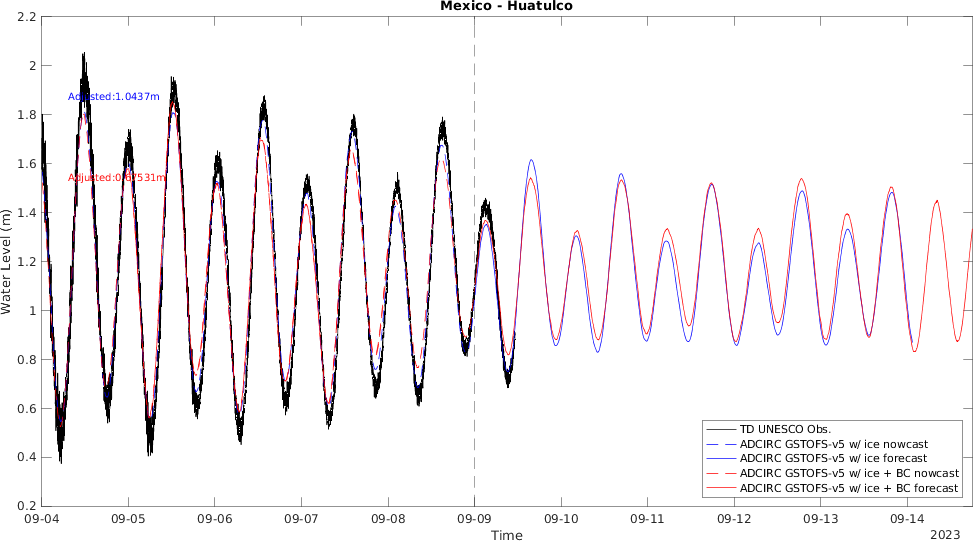 Mexico - Huatulco
2.2
2
1.8
1.6
1.4
1.2
1
0.8
0.6
0.4
0.2
Water Level (m)
Adjusted:1.0437m
Adjusted:0.67531m
TD UNESCO Obs.
ADCIRC GSTOFS-v5 w/ ice nowcast
ADCIRC GSTOFS-v5 w/ ice forecast
ADCIRC GSTOFS-v5 w/ ice + BC nowcast
ADCIRC GSTOFS-v5 w/ ice + BC forecast
09-04 09-05 09-06 09-07 09-08 09-09 09-10 09-11 09-12 09-13 09-14
Time
2023